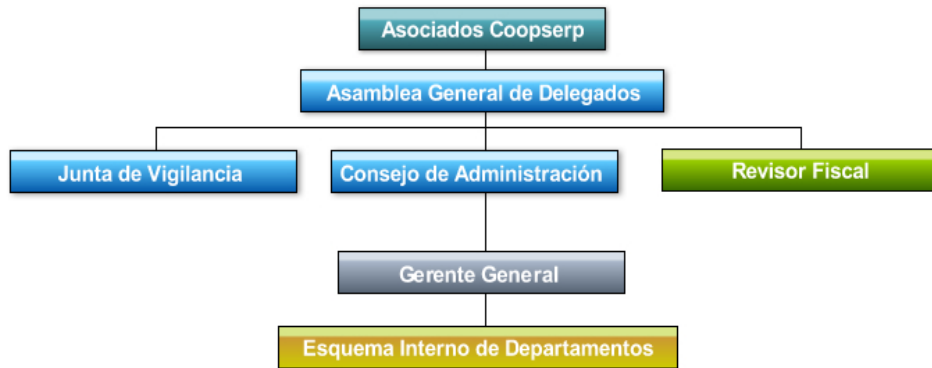 Asociados Coopserp
Asamblea General de Delegados
Junta de Vigilancia
Consejo de Administración
Revisor Fiscal
Gerente General
Esquema Interno de Departamentos